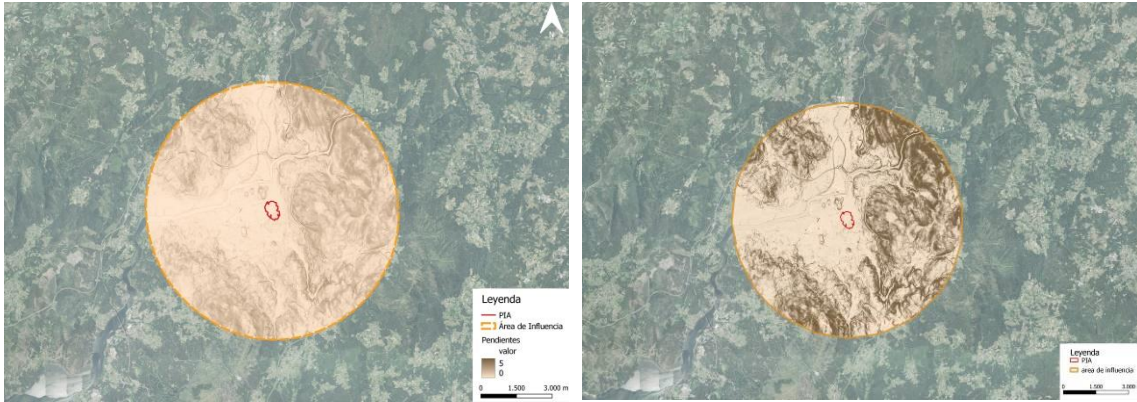 Leyenda
PIA
Área de Influencia
Pendientes
valor
5
0
0 1.500 3.000 m
Leyenda
PIA
area de influencia
0 1.500 3.000